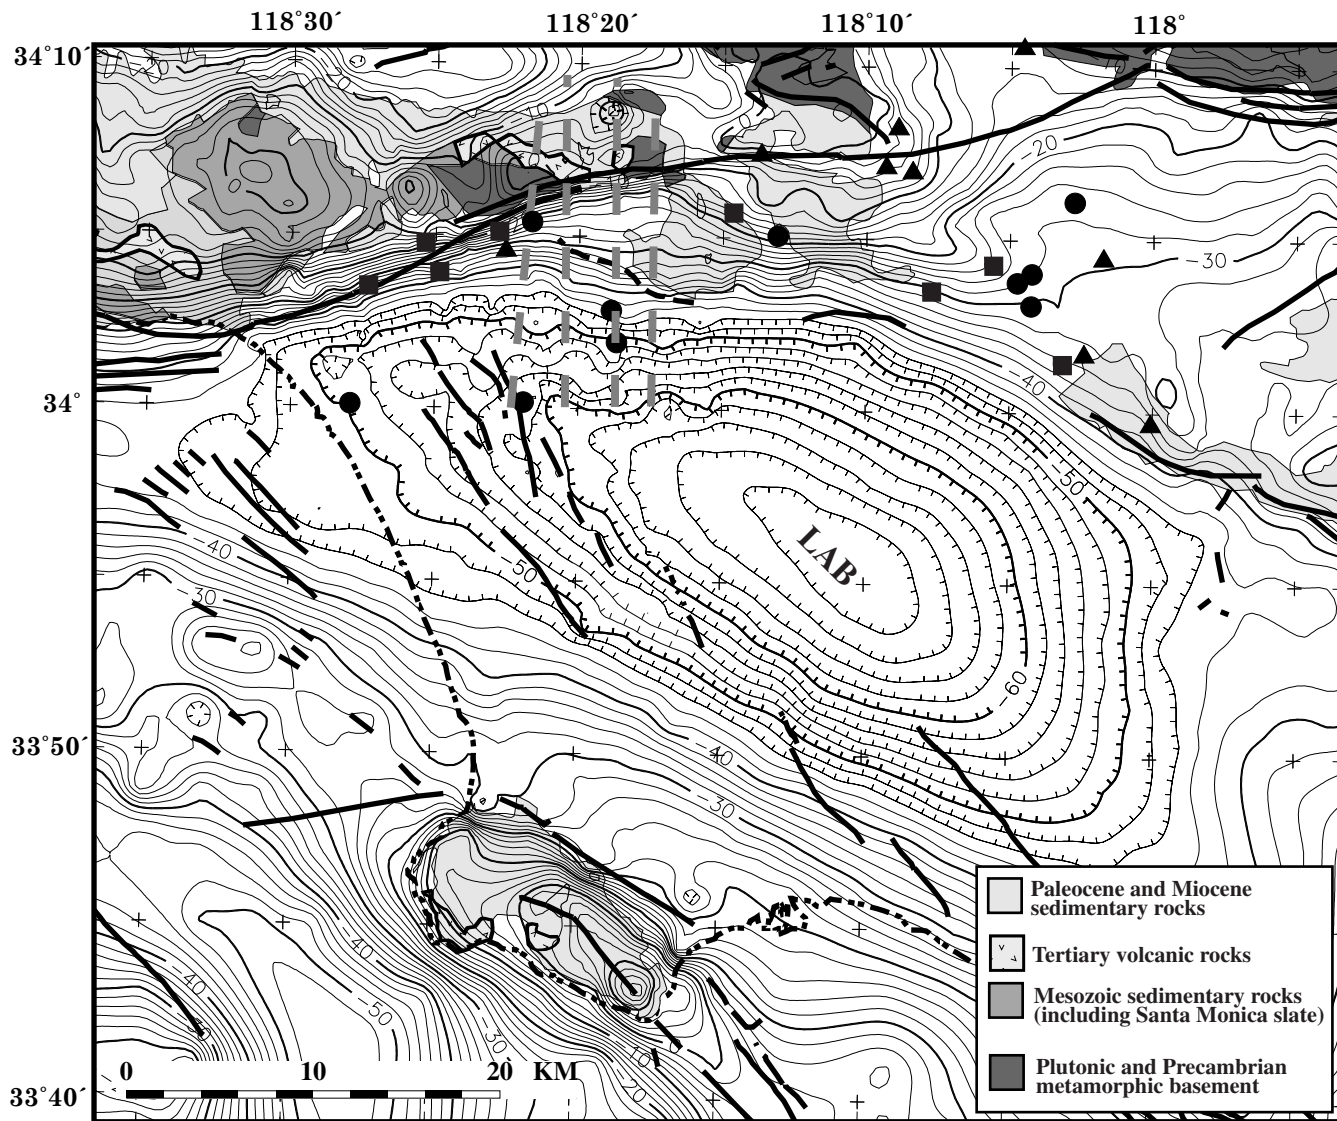 118˚30´
118˚20´
118˚10´
118˚
34˚10´
34˚
33˚50´
33˚40´
-20
-30
-40
-50
-40
-30
50
-60
-40
-30
-40
-50
-30
LAB
0
10
20
KM
Paleocene and Miocene
sedimentary rocks
Tertiary volcanic rocks
Mesozoic sedimentary rocks
(including Santa Monica slate)
Plutonic and Precambrian
metamorphic basement